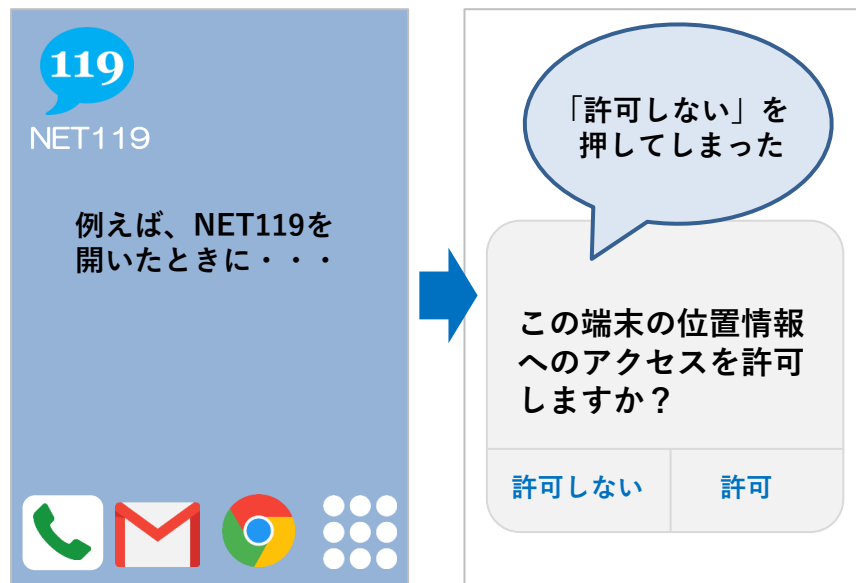 119
NET119
例えば、NET119を
開いたときに・・・
「許可しない」を
押してしまった
この端末の位置情報
へのアクセスを許可
しますか？
許可しない
許可